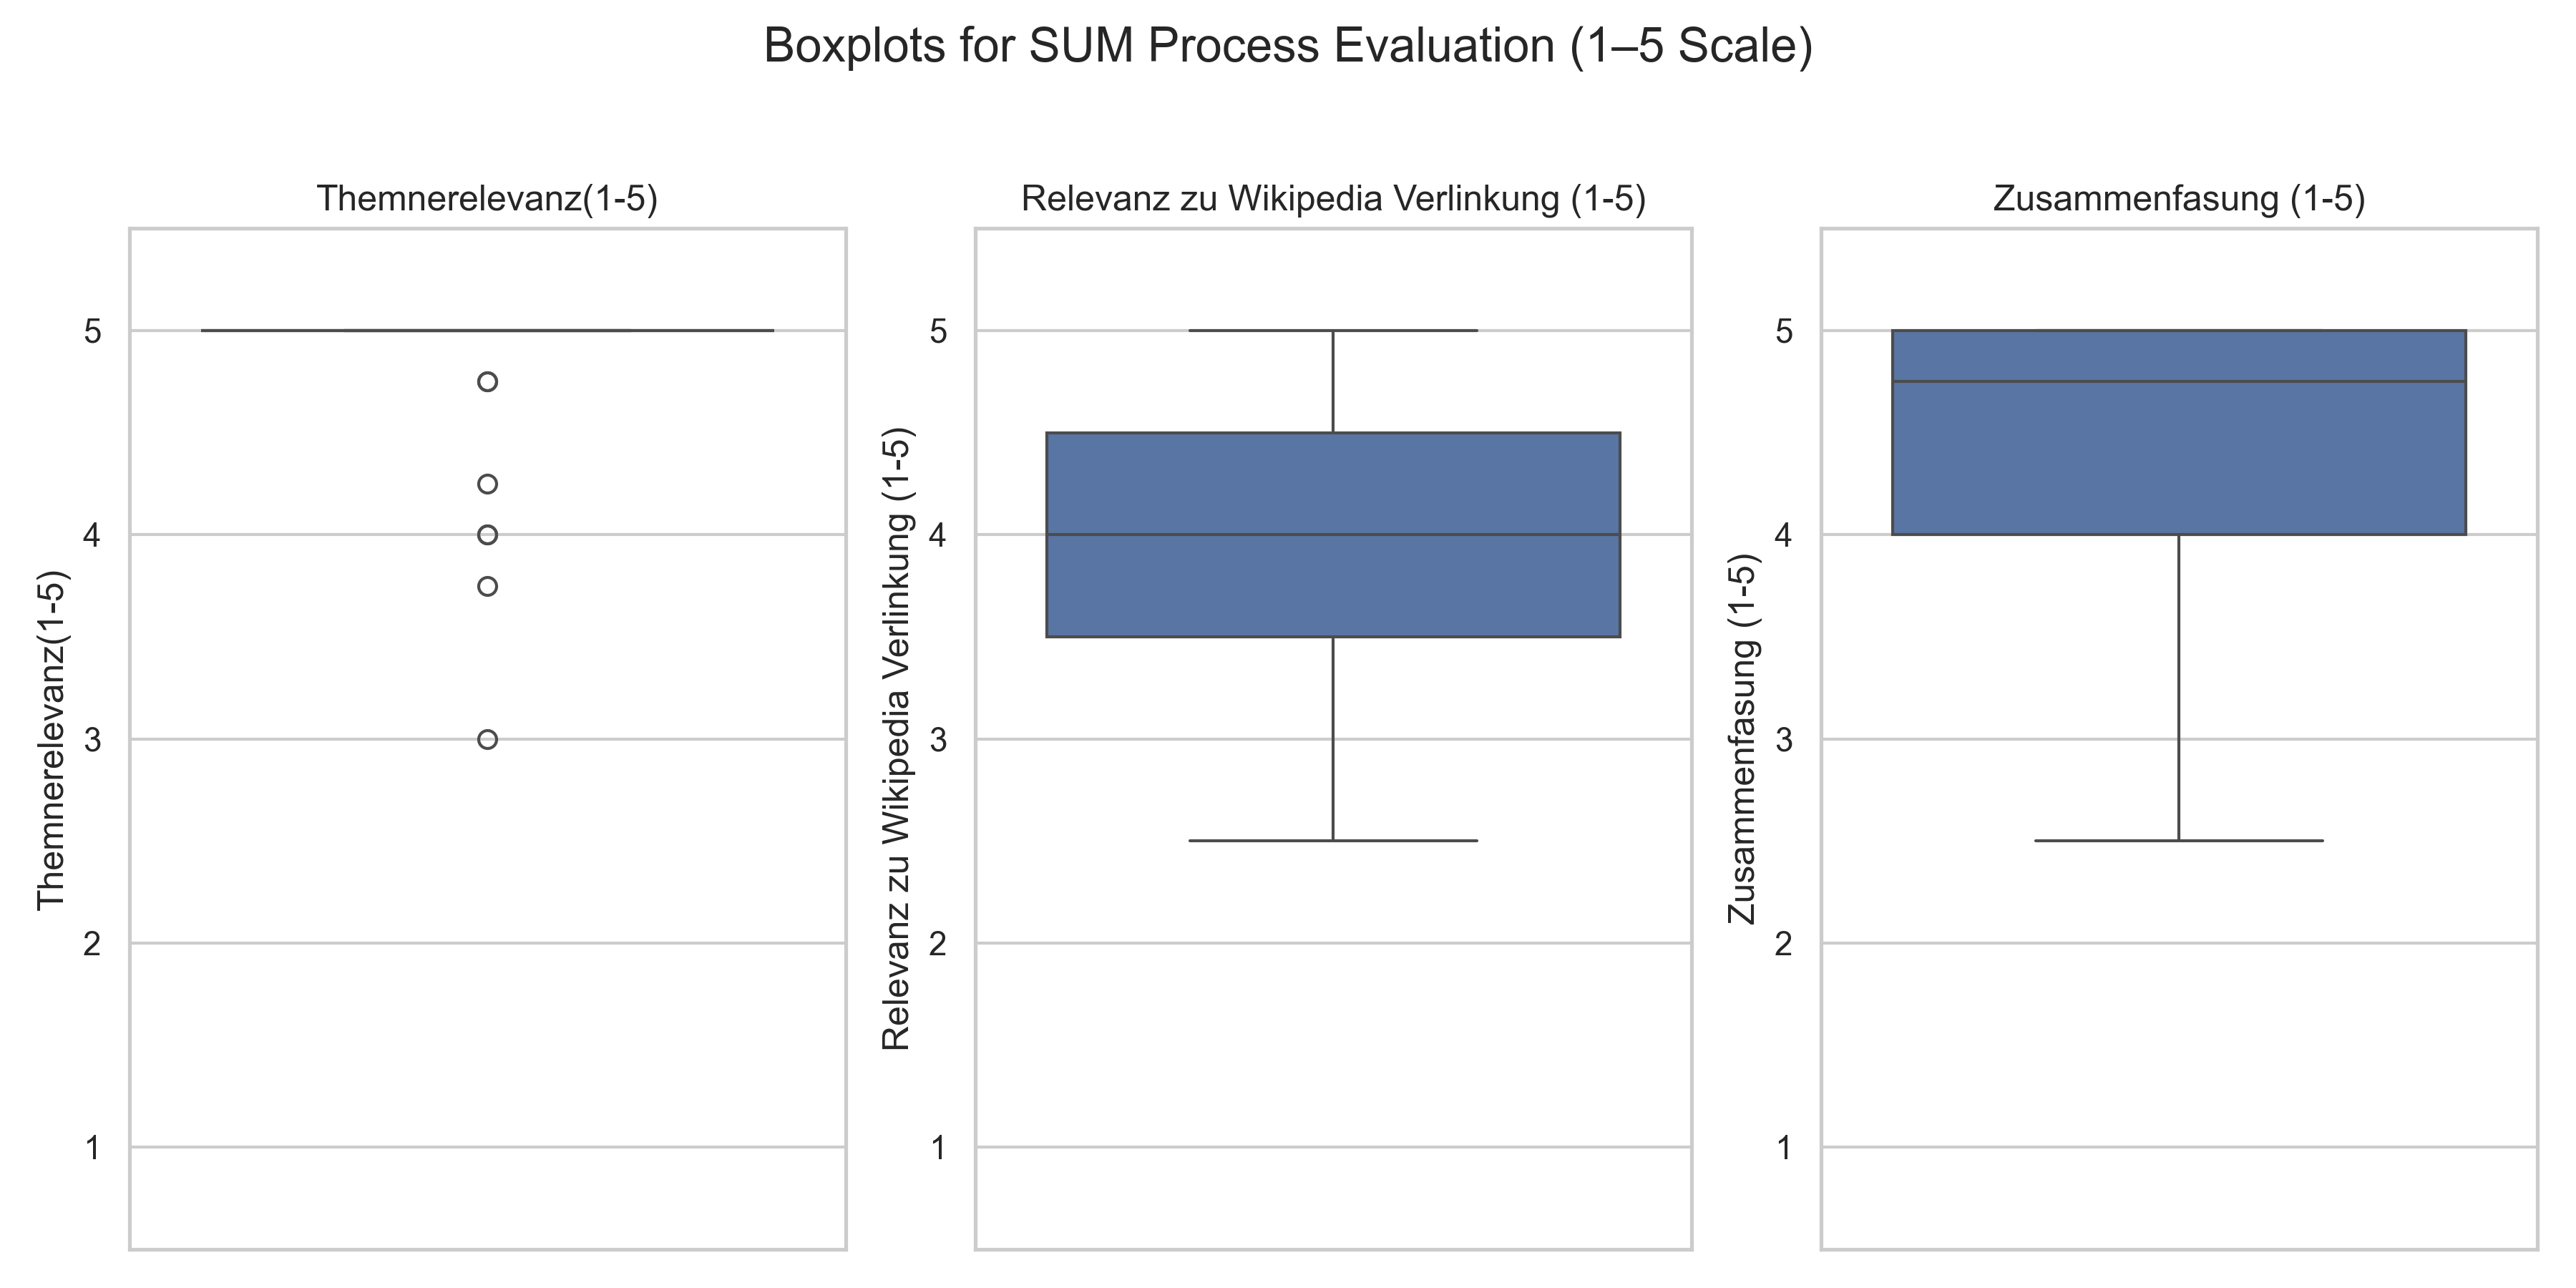 Boxplots for SUM Process Evaluation (1–5 Scale)
Themnerelevanz(1-5)
Themnerelevanz(1-5)
5
4
3
2
1
Relevanz zu Wikipedia Verlinkung (1-5)
Relevanz zu Wikipedia Verlinkung (1-5)
5
4
3
2
1
Zusammenfasung (1-5)
Zusammenfasung (1-5)
5
4
3
2
1